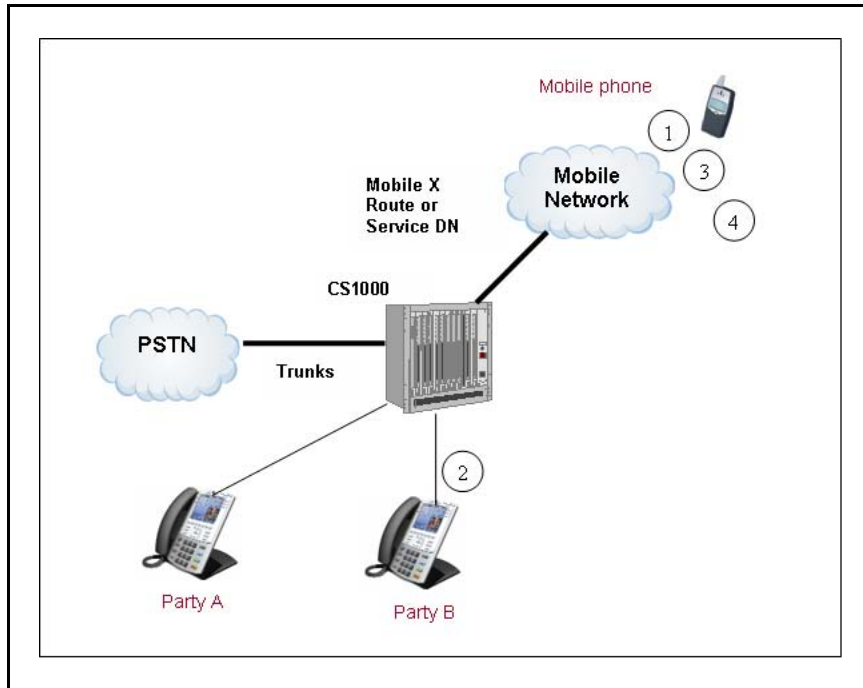 Mobile phone
1
3
Mobile
Network
4
Mobile X
Route or
Service DN
CS1000
PSTN
Trunks
2
Party A
Party B